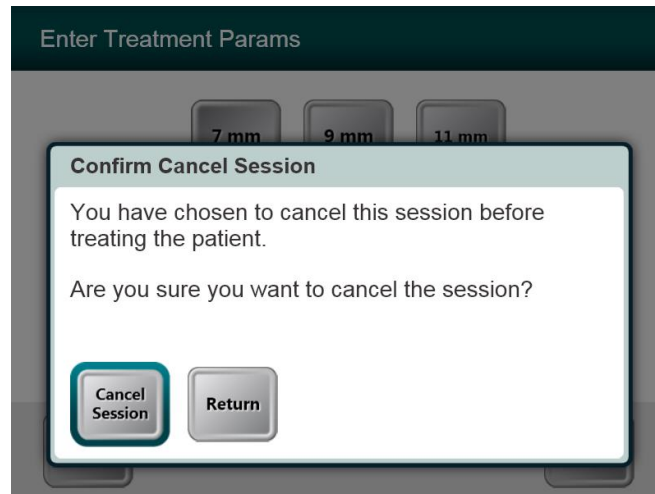 Enter Treatment Params
7 mm
9 mm
11 mm
Confirm Cancel Session
You have chosen to cancel this session before
treating the patient.
Are you sure you want to cancel the session?
Cancel
Session
Return